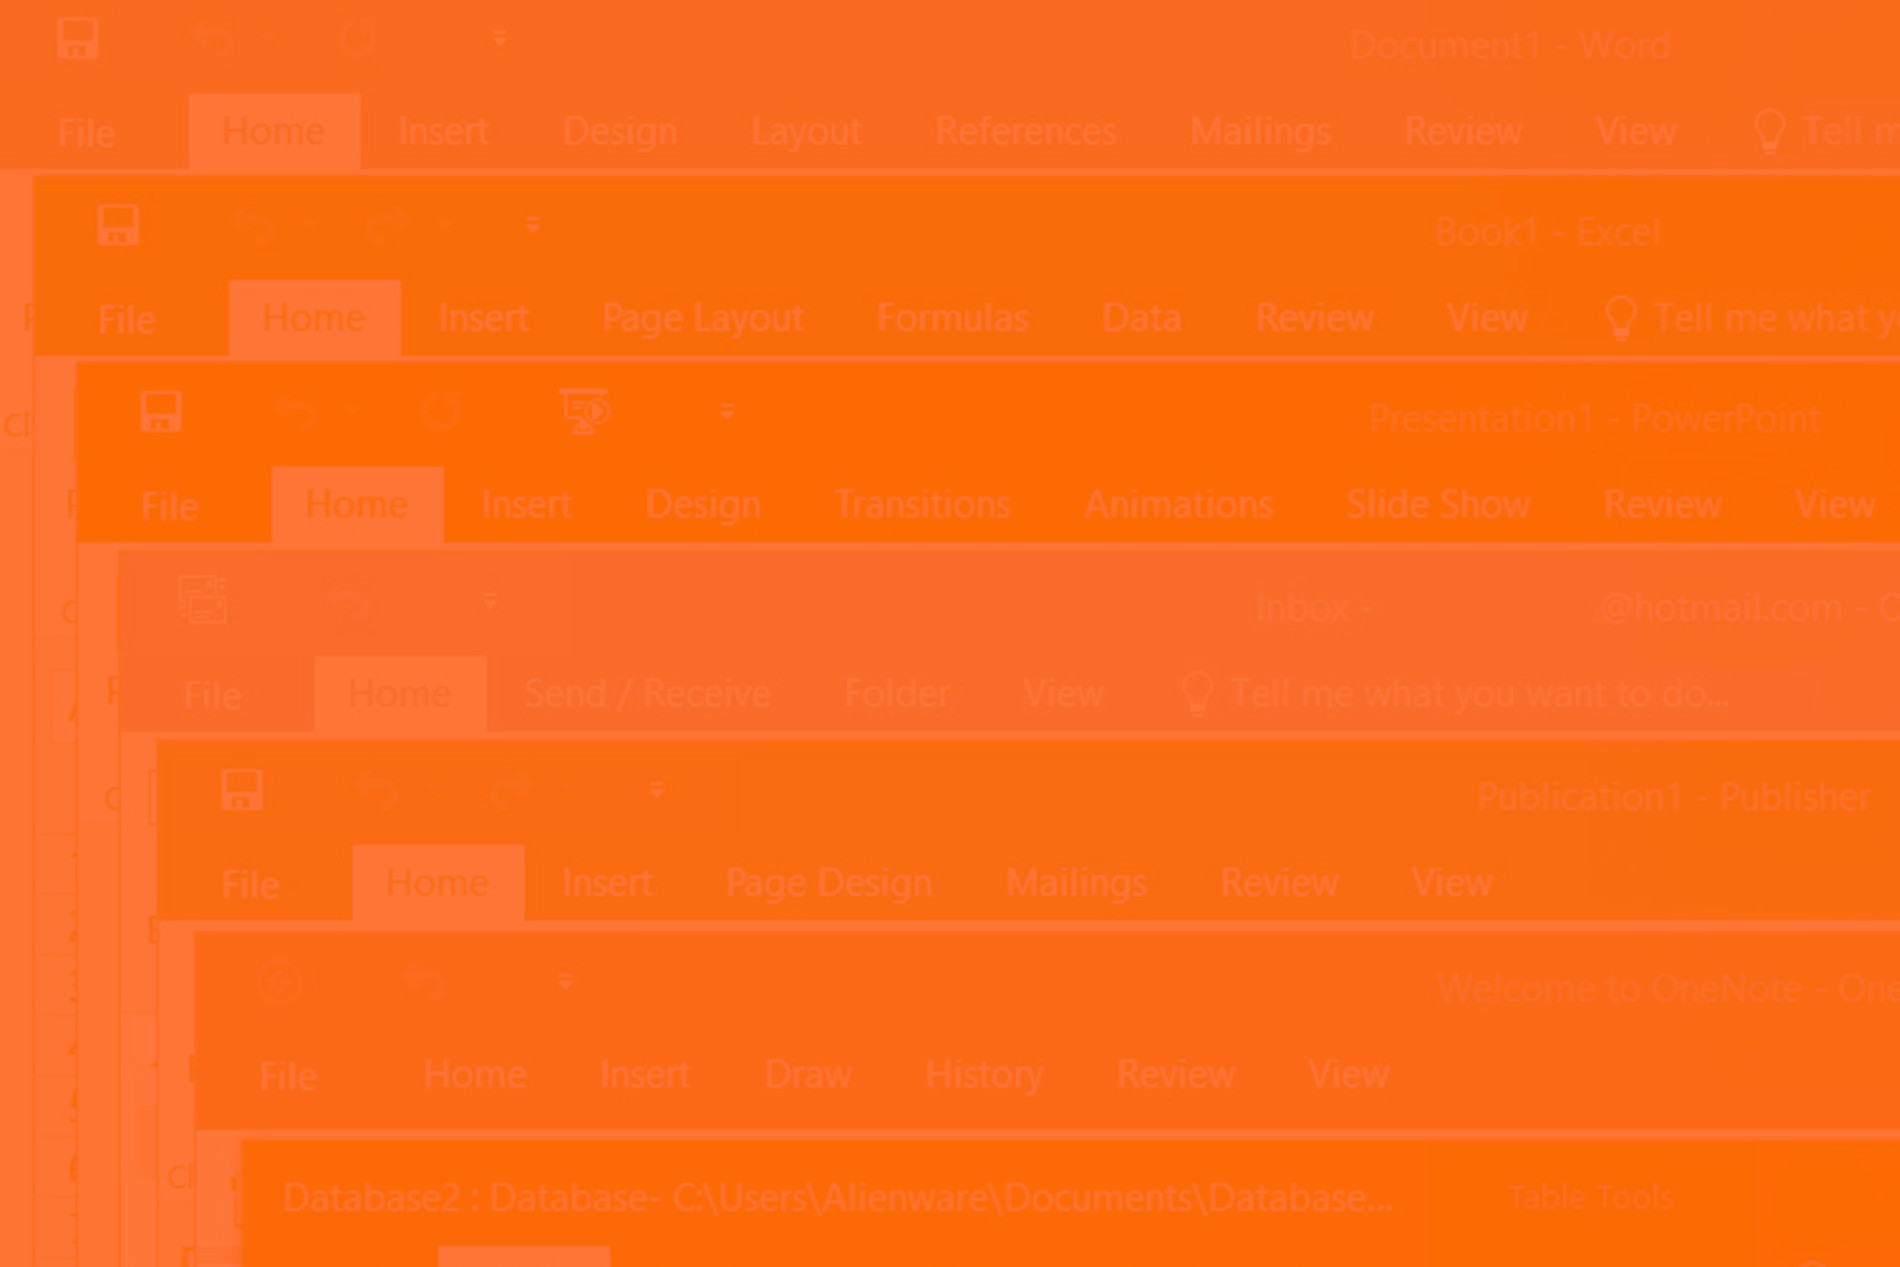 Document1 - Word
File Home Insert Design Layout References Mailings Review View Tell
Book1 - Excel
File Home Insert Page Layout Formulas Data Review View Tell me what
Presentation1 - PowerPoint
File Home Insert Design Transitions Animations Slide Show Review View
Inbox - @hotmail.com -
File Home Send / Receive Folder View Tell me what you want to do...
Publication1 - Publisher
File Home Insert Page Design Mailings Review View
Welcome to OneNote - One
File Home Insert Draw History Review View
Database2 : Database- C:\Users\Alienware\Documents\Database... Table Tools